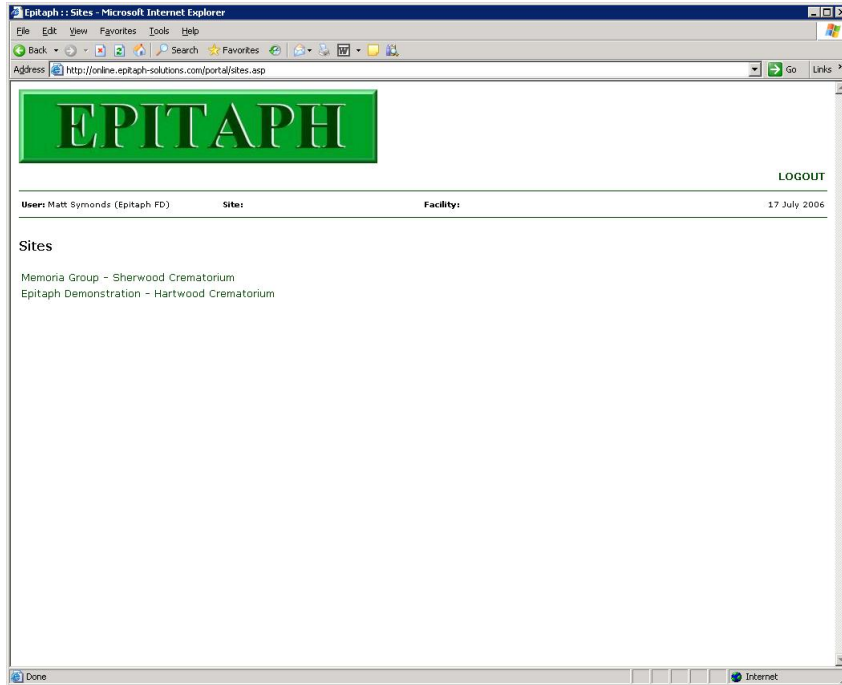 Epitaph : : Sites - Microsoft Internet Explorer
File Edit View Favorites Tools Help
Back Search Favorites
Address http://online.epitaph-solutions.com/portal/sites.asp Go Links
EPITAPH
LOGOUT
User: Matt Symonds (Epitaph FD) Site: Facility: 17 July 2006
Sites
Memoria Group - Sherwood Crematorium
Epitaph Demonstration - Hartwood Crematorium
Done Internet